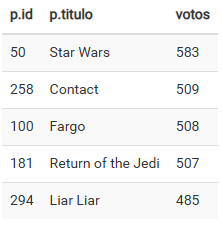 p.id p.titulo votos
50 Star Wars 583
258 Contact 509
100 Fargo 508
181 Return of the Jedi 507
294 Liar Liar 485